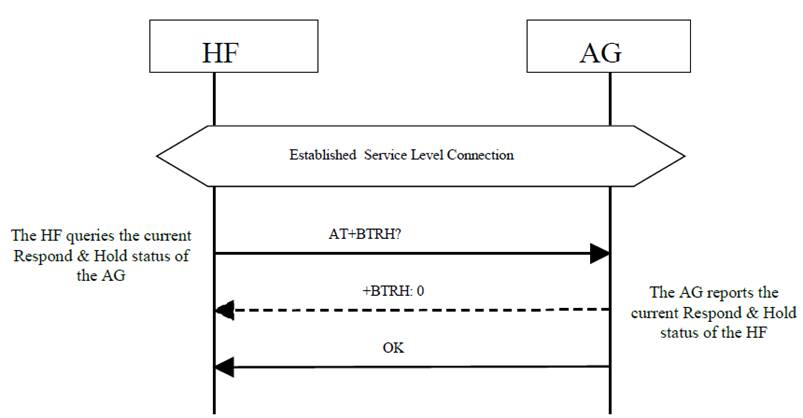 HF
AG
Established Service Level Connection
The HF queries the current
Respond & Hold status of
the AG
AT+BTRH?
+BTRH: 0
The AG reports the
current Respond & Hold
status of the HF
OK